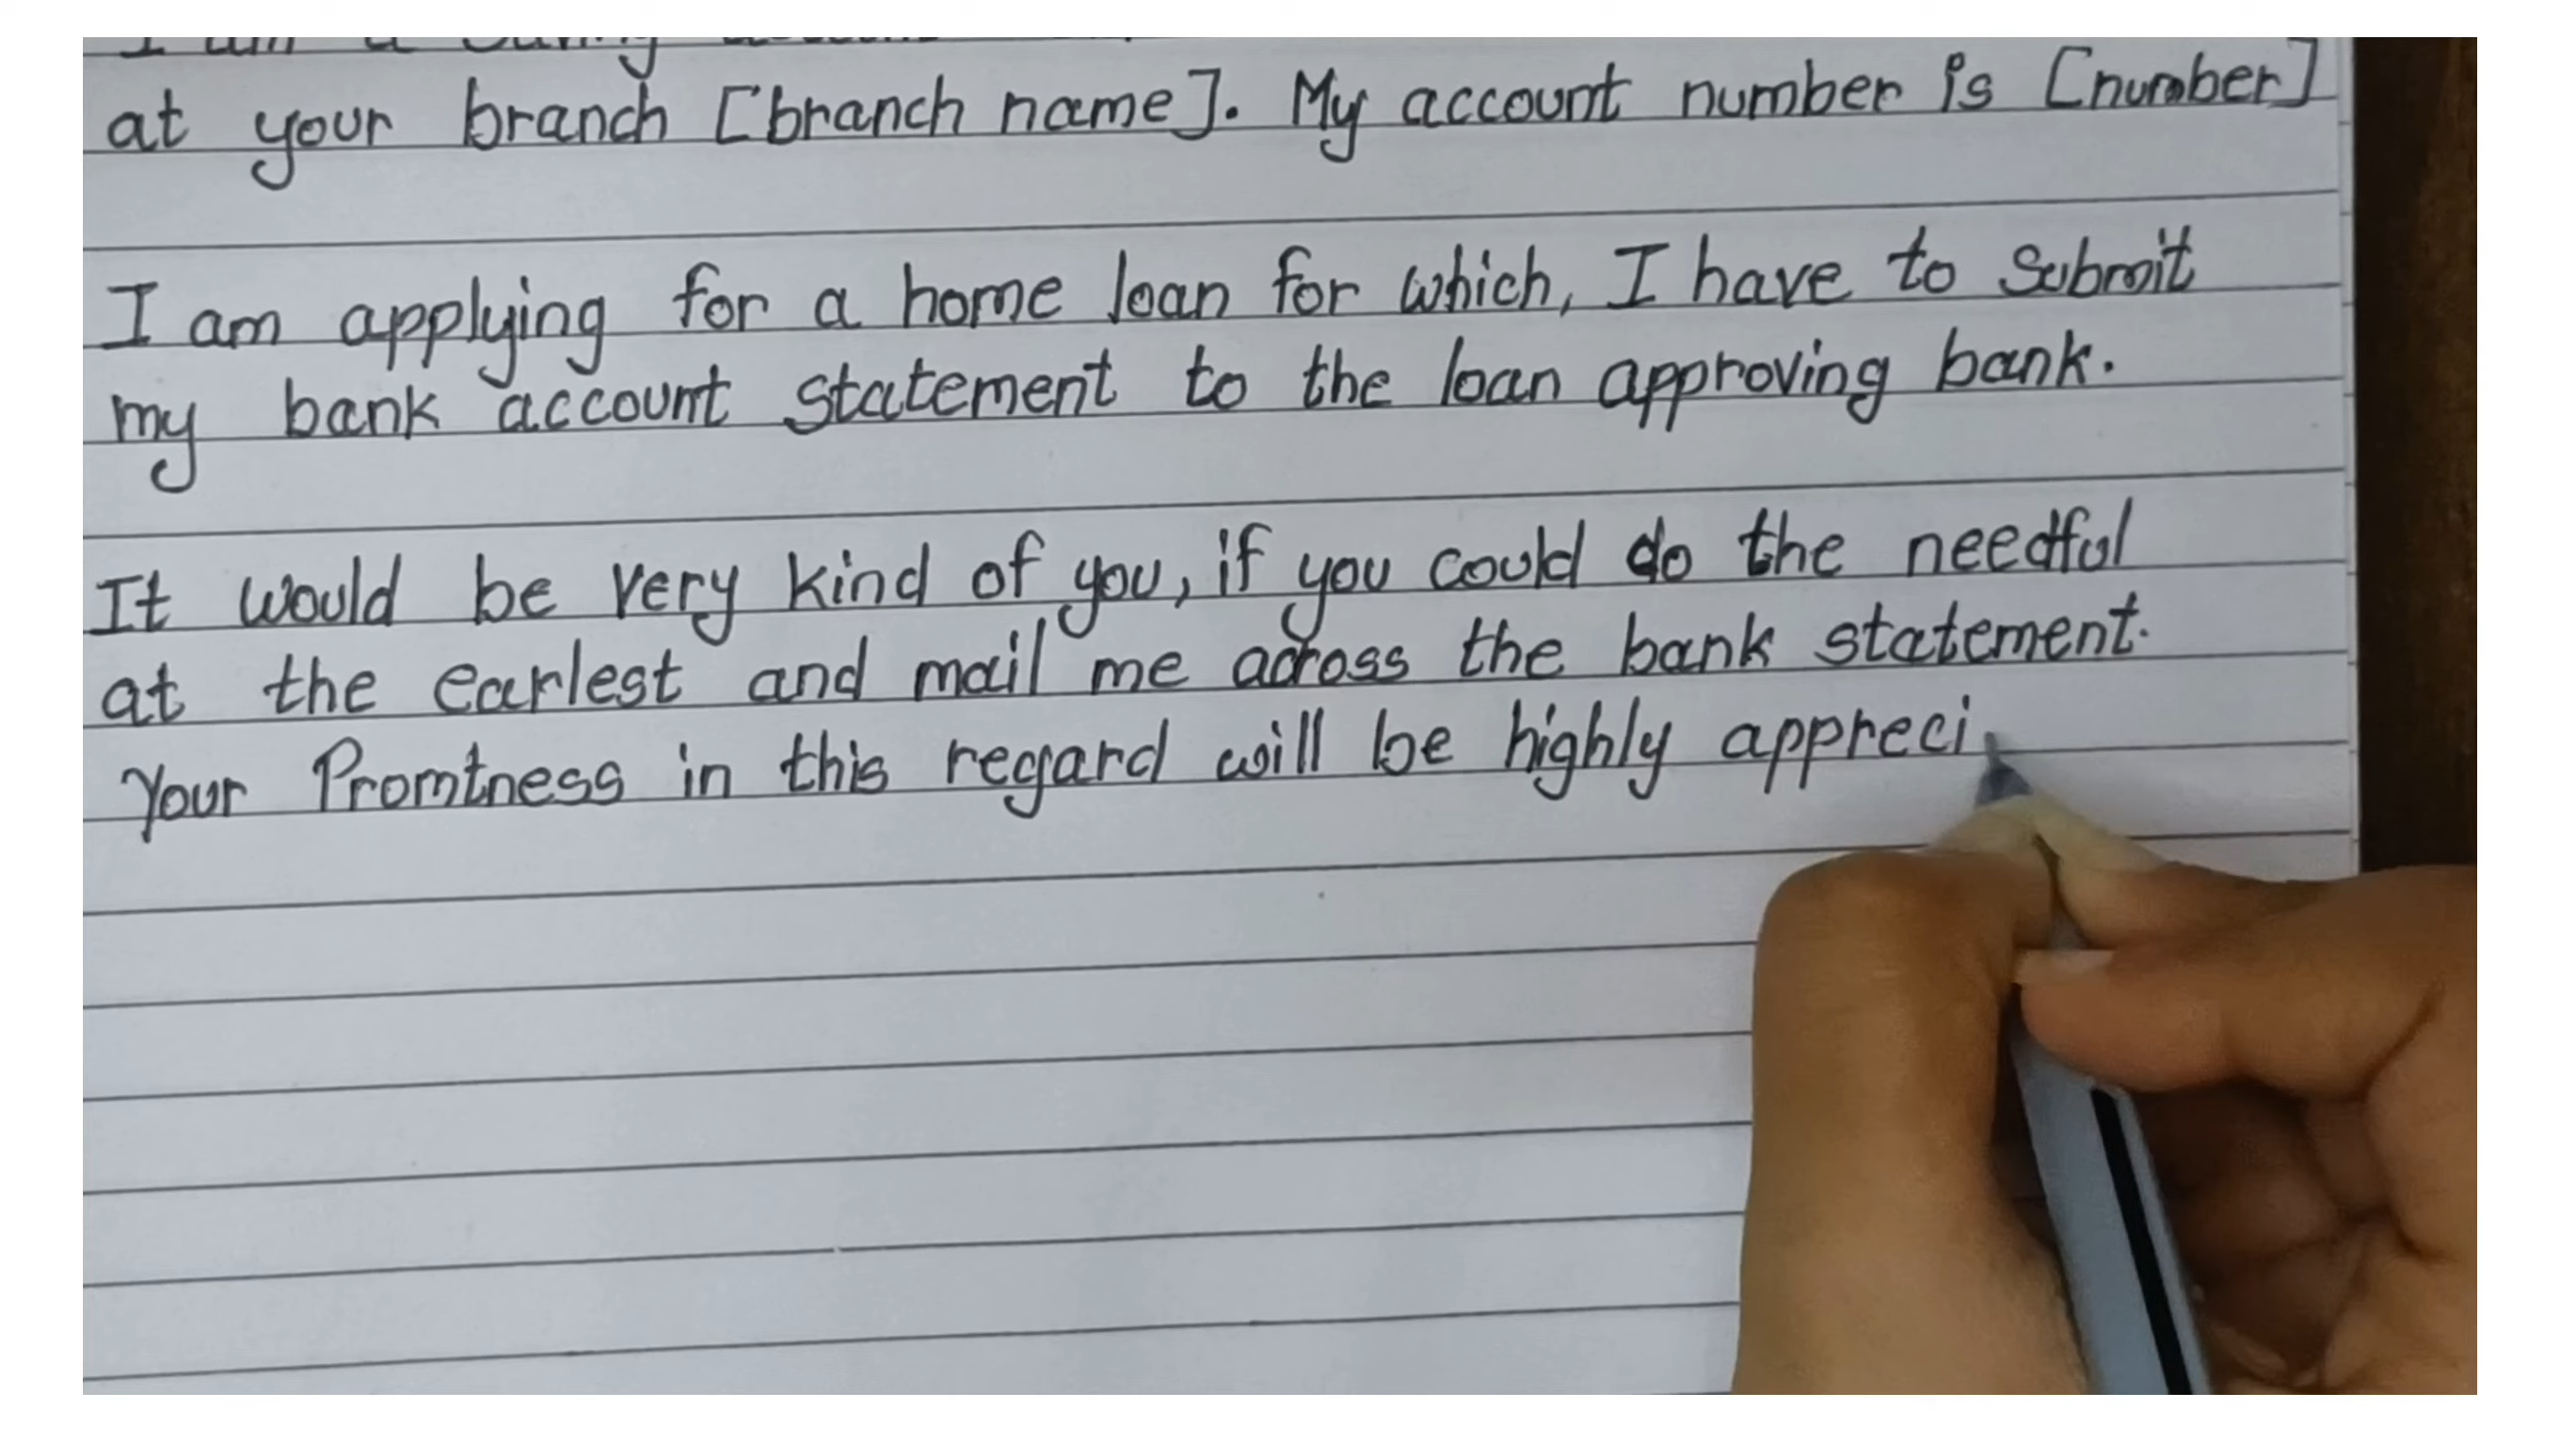 I am a saving account
at your branch [branch name]. My account number is [number]
I am applying for a home loan for which, I have to submit
my bank account statement to the loan approving bank.
It would be very kind of you, if you could do the needful
at the earlest and mail me across the bank statement.
Your Promtness in this regard will be highly appreci